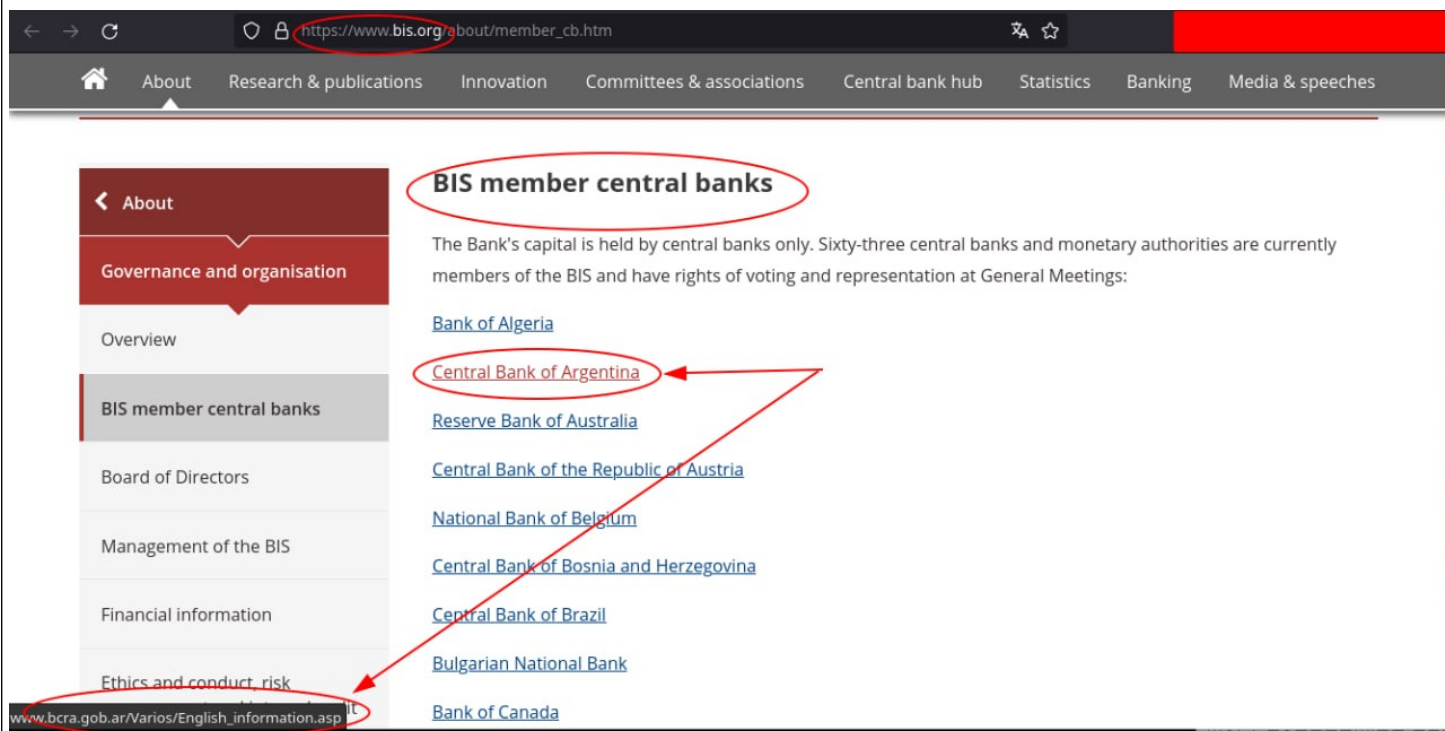 https://www.bis.org/about/member_cb.htm
About Research & publications Innovation Committees & associations Central bank hub Statistics Banking Media & speeches
About
Governance and organisation
Overview
BIS member central banks
Board of Directors
Management of the BIS
Financial information
Ethics and conduct, risk
www.bcra.gob.ar/Varios/English_information.asp
BIS member central banks
The Bank's capital is held by central banks only. Sixty-three central banks and monetary authorities are currently
members of the BIS and have rights of voting and representation at General Meetings:
Bank of Algeria
Central Bank of Argentina
Reserve Bank of Australia
Central Bank of the Republic of Austria
National Bank of Belgium
Central Bank of Bosnia and Herzegovina
Central Bank of Brazil
Bulgarian National Bank
Bank of Canada